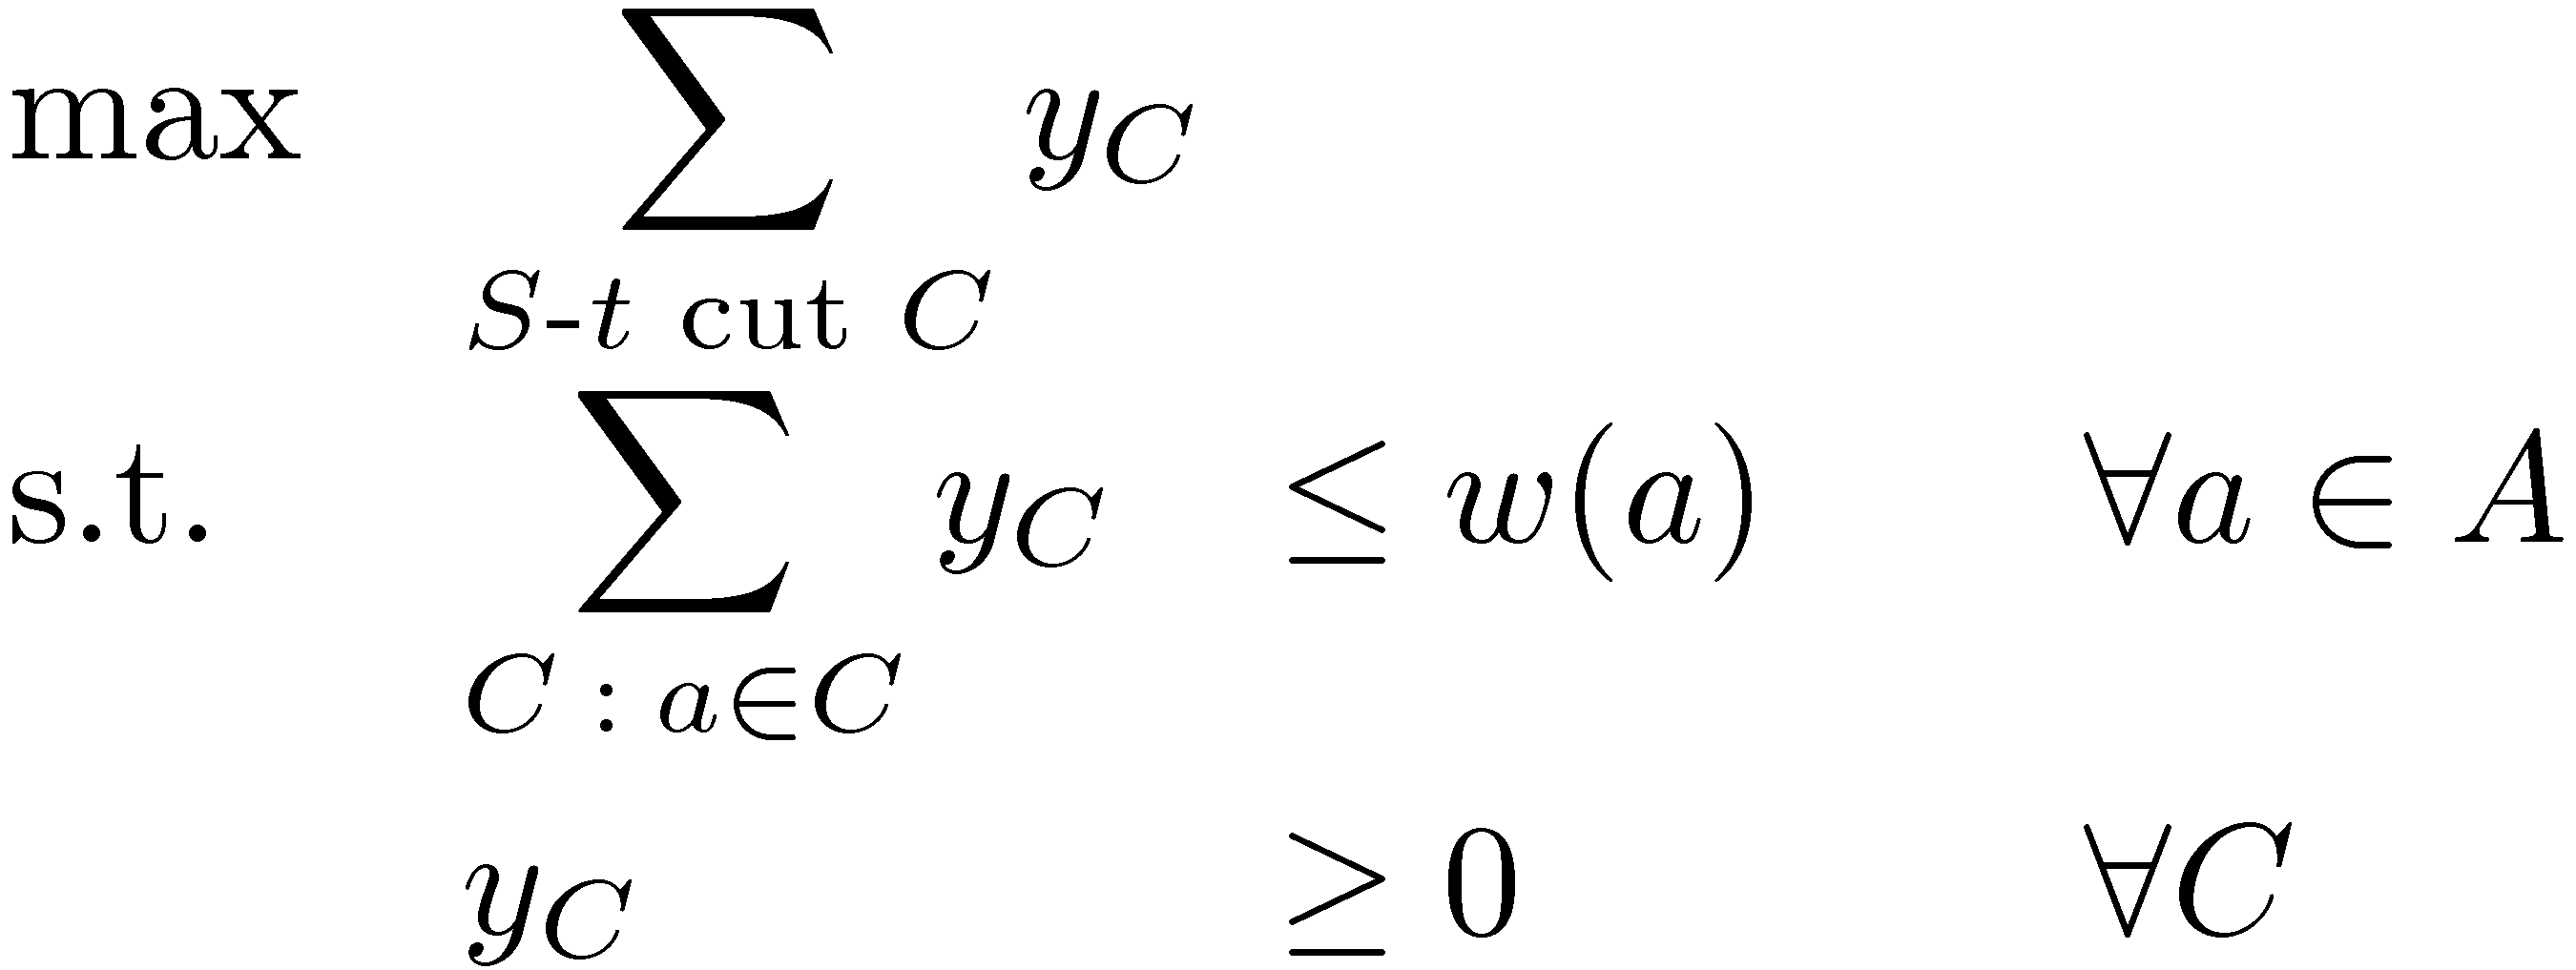 max ∑ y_C
S-t cut C
s.t. ∑ y_C ≤ w(a) ∀a ∈ A
C : a∈C
y_C ≥ 0 ∀C